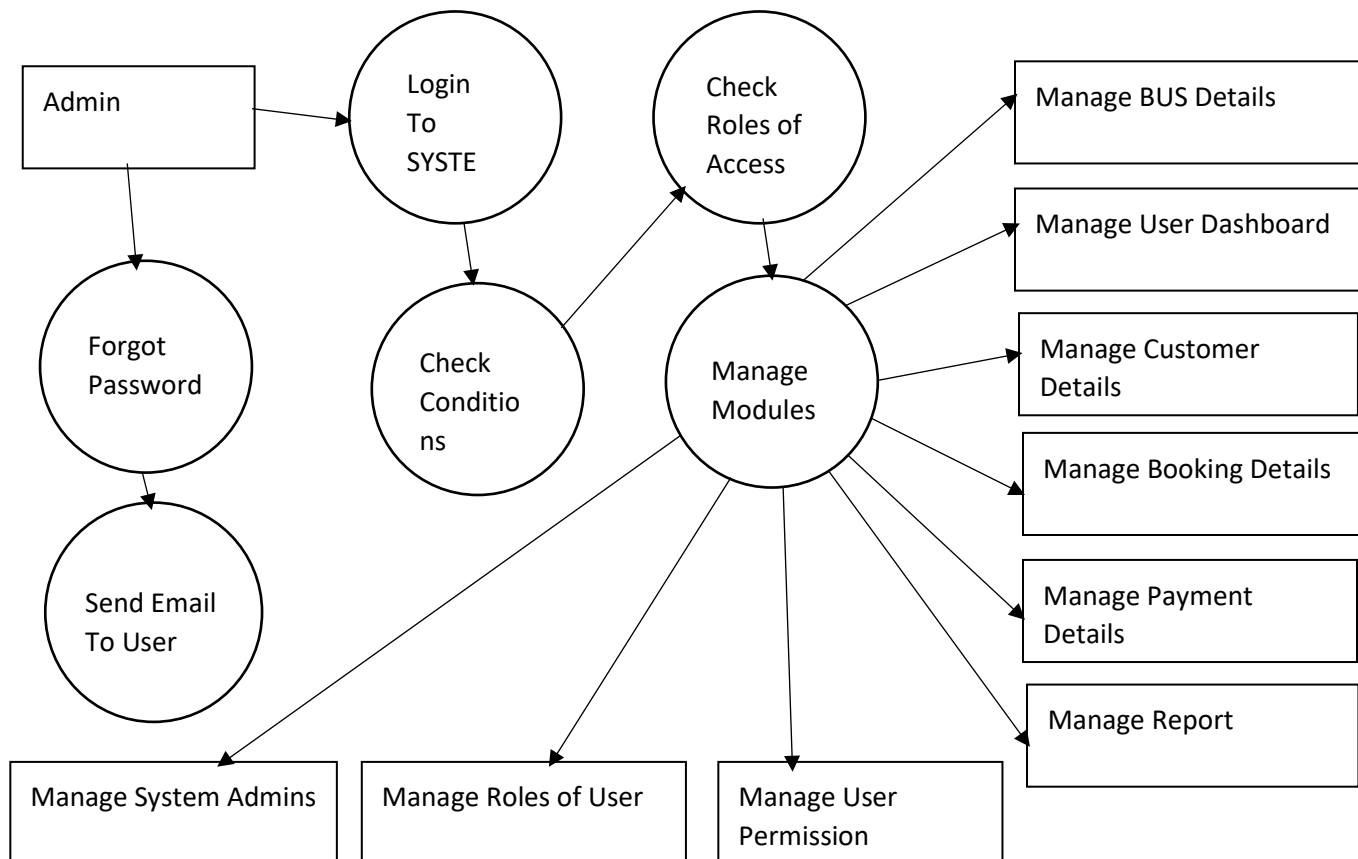 Admin
Login
To
SYSTE
Check
Roles of
Access
Manage BUS Details
Manage User Dashboard
Forgot
Password
Check
Conditio
ns
Manage
Modules
Manage Customer
Details
Manage Booking Details
Send Email
To User
Manage Payment
Details
Manage Report
Manage System Admins
Manage Roles of User
Manage User
Permission